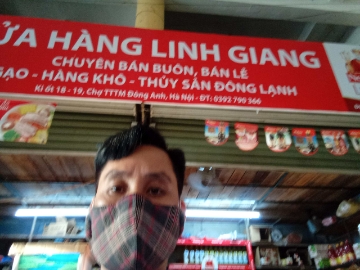 ỬA HÀNG LINH GIANG
CHUYÊN BÁN BUÔN, BÁN LẺ
GẠO - HÀNG KHÔ - THỦY SẢN ĐÔNG LẠNH
Ki ốt 18 - 19, Chợ TTTM Đông Anh, Hà Nội - ĐT: 0392 790 366